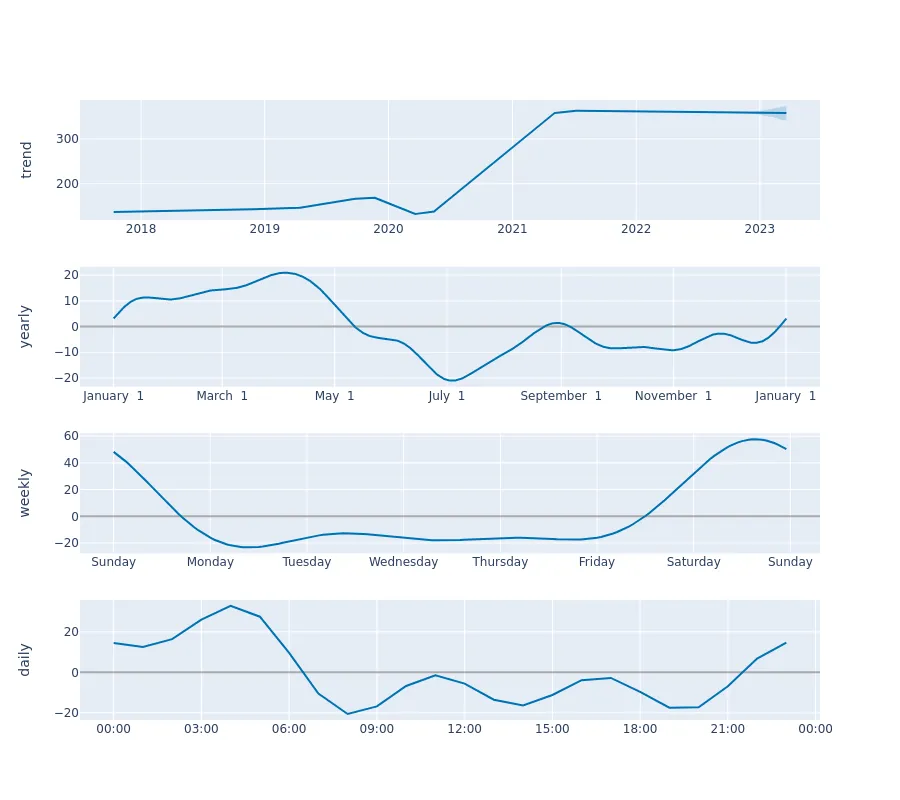 trend
300
200
2018 2019 2020 2021 2022 2023
yearly
20
10
0
−10
−20
January 1 March 1 May 1 July 1 September 1 November 1 January 1
weekly
60
40
20
0
−20
Sunday Monday Tuesday Wednesday Thursday Friday Saturday Sunday
daily
20
0
−20
00:00 03:00 06:00 09:00 12:00 15:00 18:00 21:00 00:00